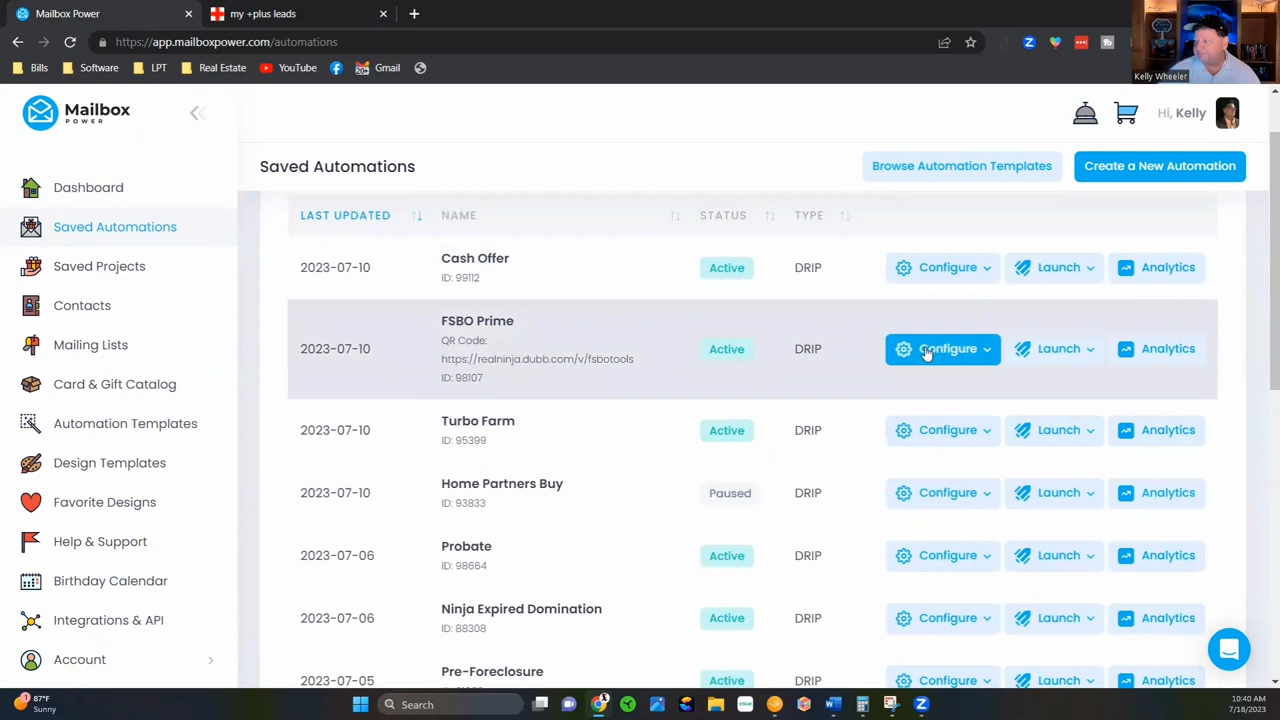 Mailbox Power
my +plus leads
https://app.mailboxpower.com/automations
Bills
Software
LPT
Real Estate
YouTube
Gmail
Kelly Wheeler
Mailbox
POWER
Hi, Kelly
Saved Automations
Browse Automation Templates
Create a New Automation
Dashboard
Saved Automations
Saved Projects
Contacts
Mailing Lists
Card & Gift Catalog
Automation Templates
Design Templates
Favorite Designs
Help & Support
Birthday Calendar
Integrations & API
Account
LAST UPDATED NAME STATUS TYPE
2023-07-10 Cash Offer Active DRIP Configure Launch Analytics
ID: 99112
FSBO Prime
QR Code:
2023-07-10 Active DRIP Configure Launch Analytics
https://realninja.dubb.com/v/fsbotools
ID: 98107
2023-07-10 Turbo Farm Active DRIP Configure Launch Analytics
ID: 95399
2023-07-10 Home Partners Buy Paused DRIP Configure Launch Analytics
ID: 93833
2023-07-06 Probate Active DRIP Configure Launch Analytics
ID: 98664
2023-07-06 Ninja Expired Domination Active DRIP Configure Launch Analytics
ID: 88308
2023-07-05 Pre-Foreclosure Active DRIP Configure Launch Analytics
87°F
Sunny
Search
10:40 AM
7/18/2023